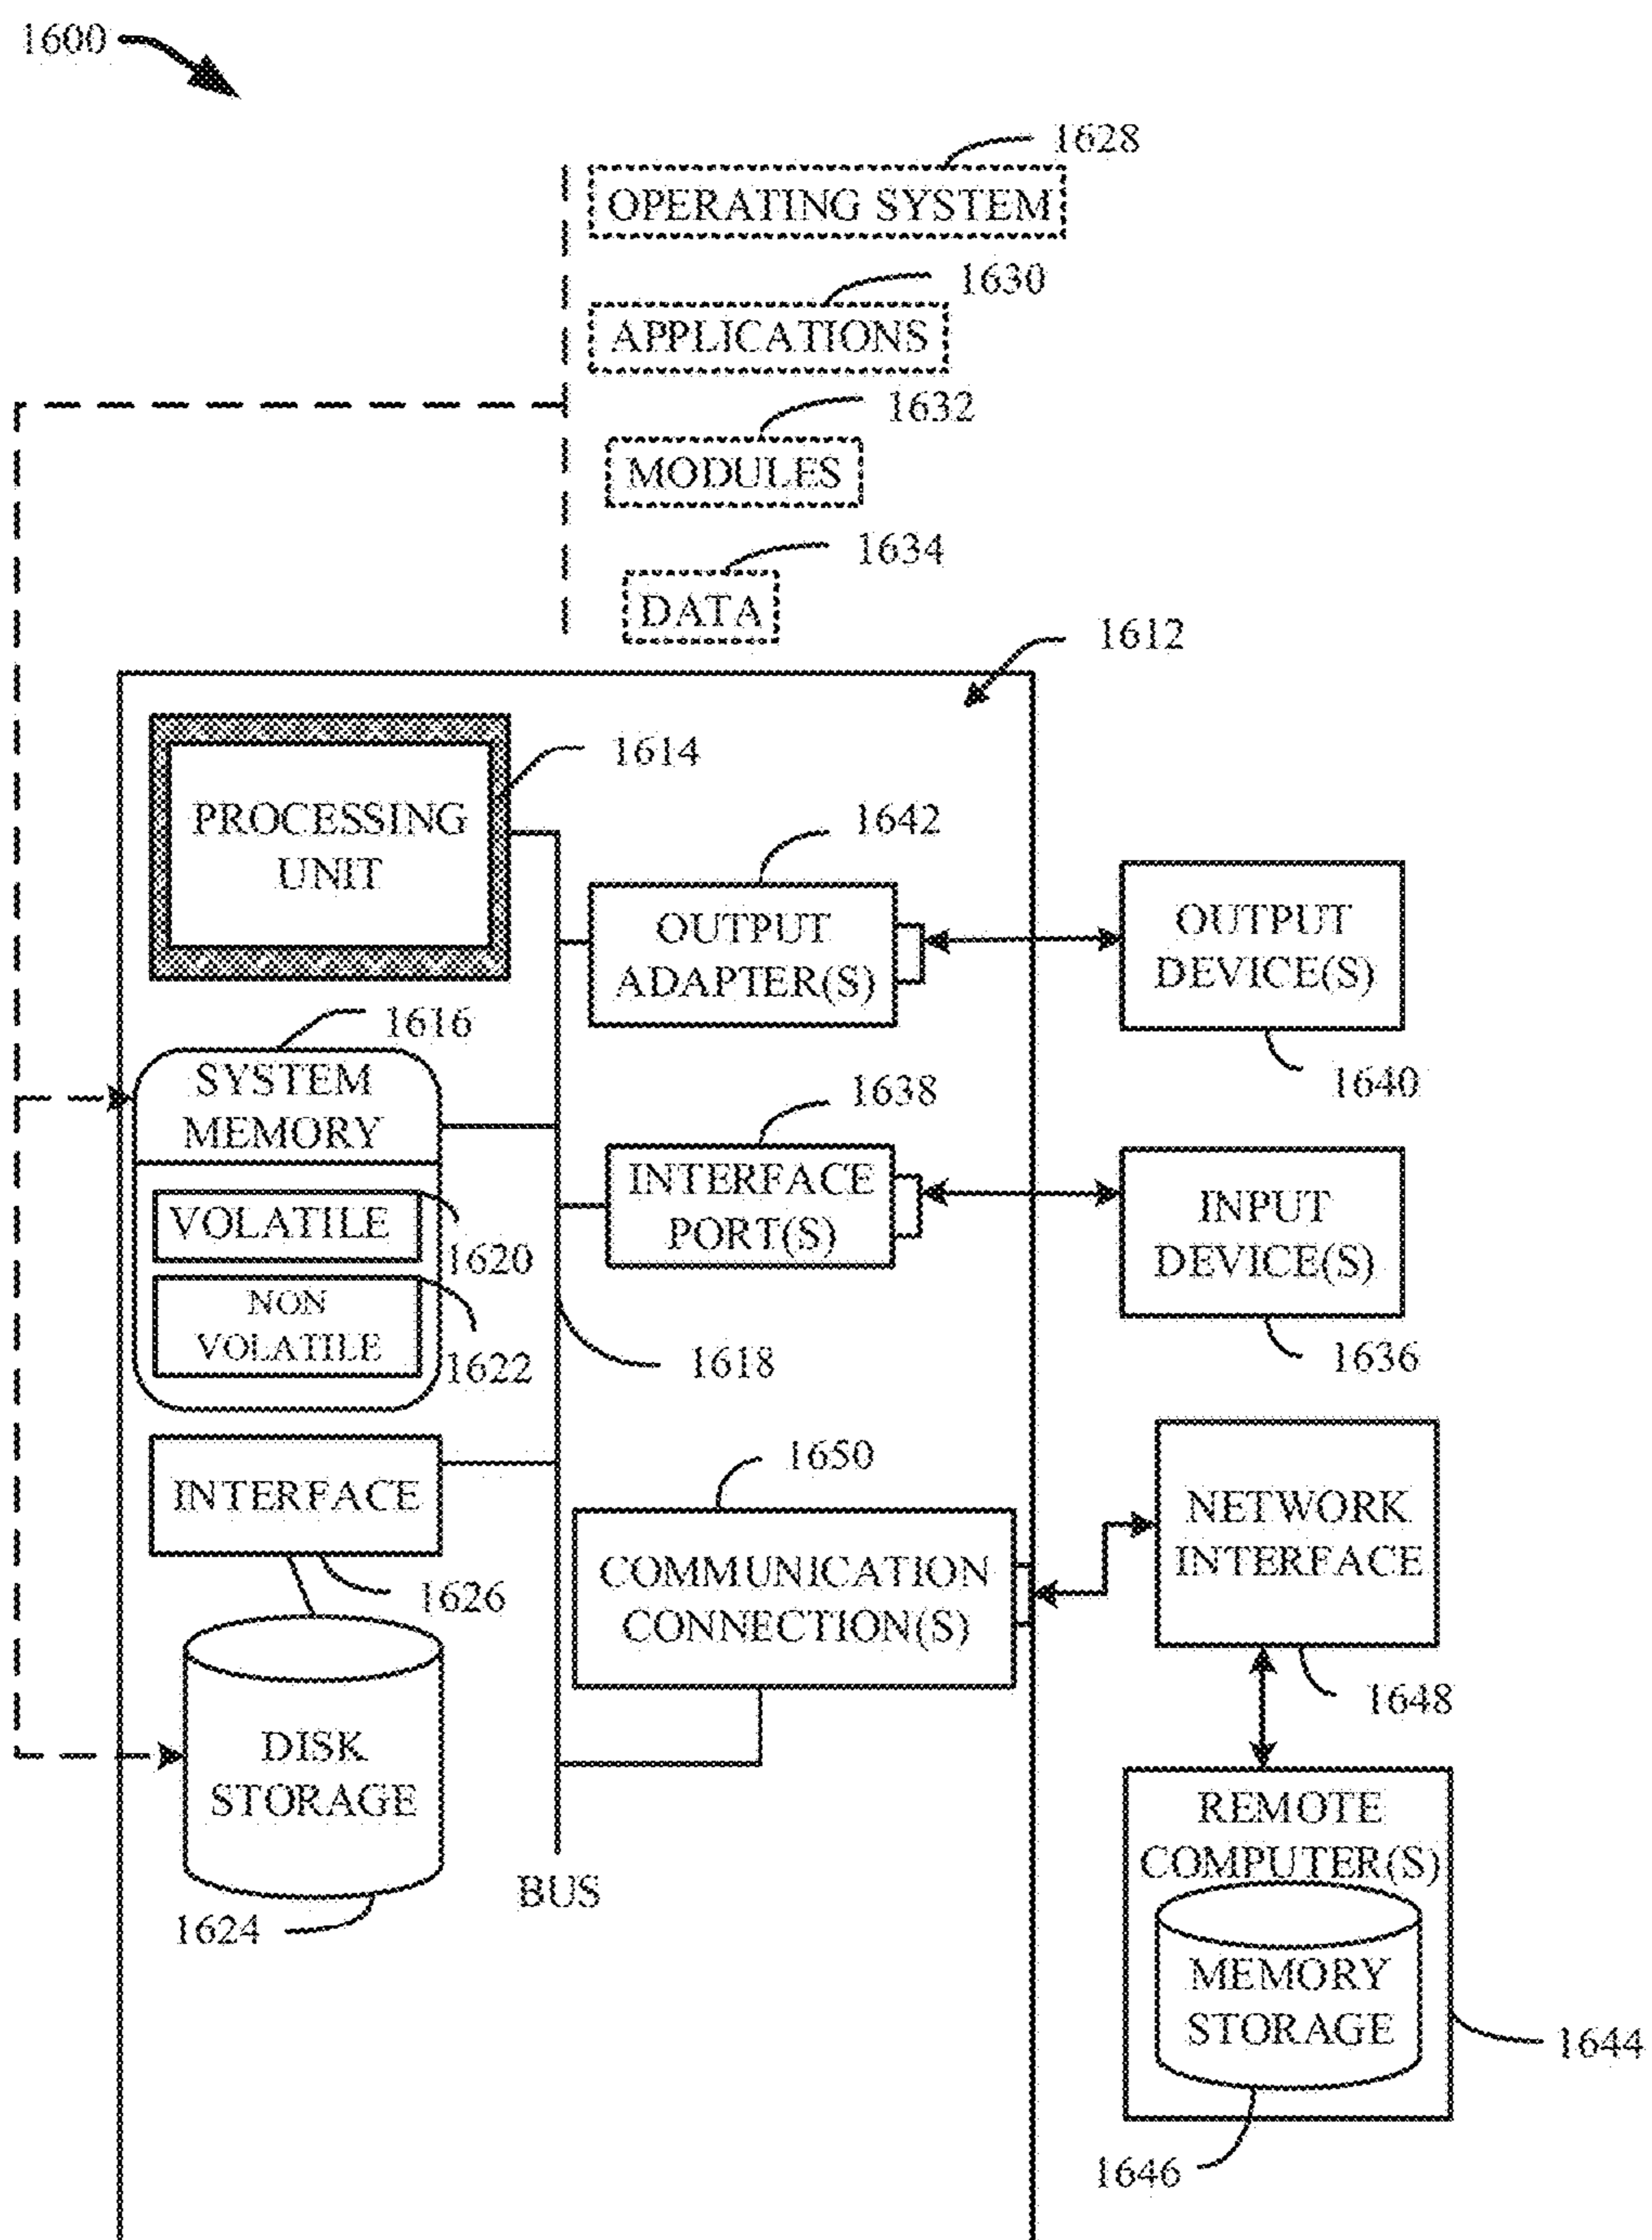 1600
1628
OPERATING SYSTEM
1630
APPLICATIONS
1632
MODULES
1634
DATA
1612
1614
PROCESSING
UNIT
1642
OUTPUT
ADAPTER(S)
OUTPUT
DEVICE(S)
1640
1616
SYSTEM
MEMORY
1638
INTERFACE
PORT(S)
INPUT
DEVICE(S)
1636
VOLATILE
1620
NON
VOLATILE
1622
1618
1650
INTERFACE
1626
COMMUNICATION
CONNECTION(S)
NETWORK
INTERFACE
1648
DISK
STORAGE
1624
BUS
REMOTE
COMPUTER(S)
MEMORY
STORAGE
1644
1646